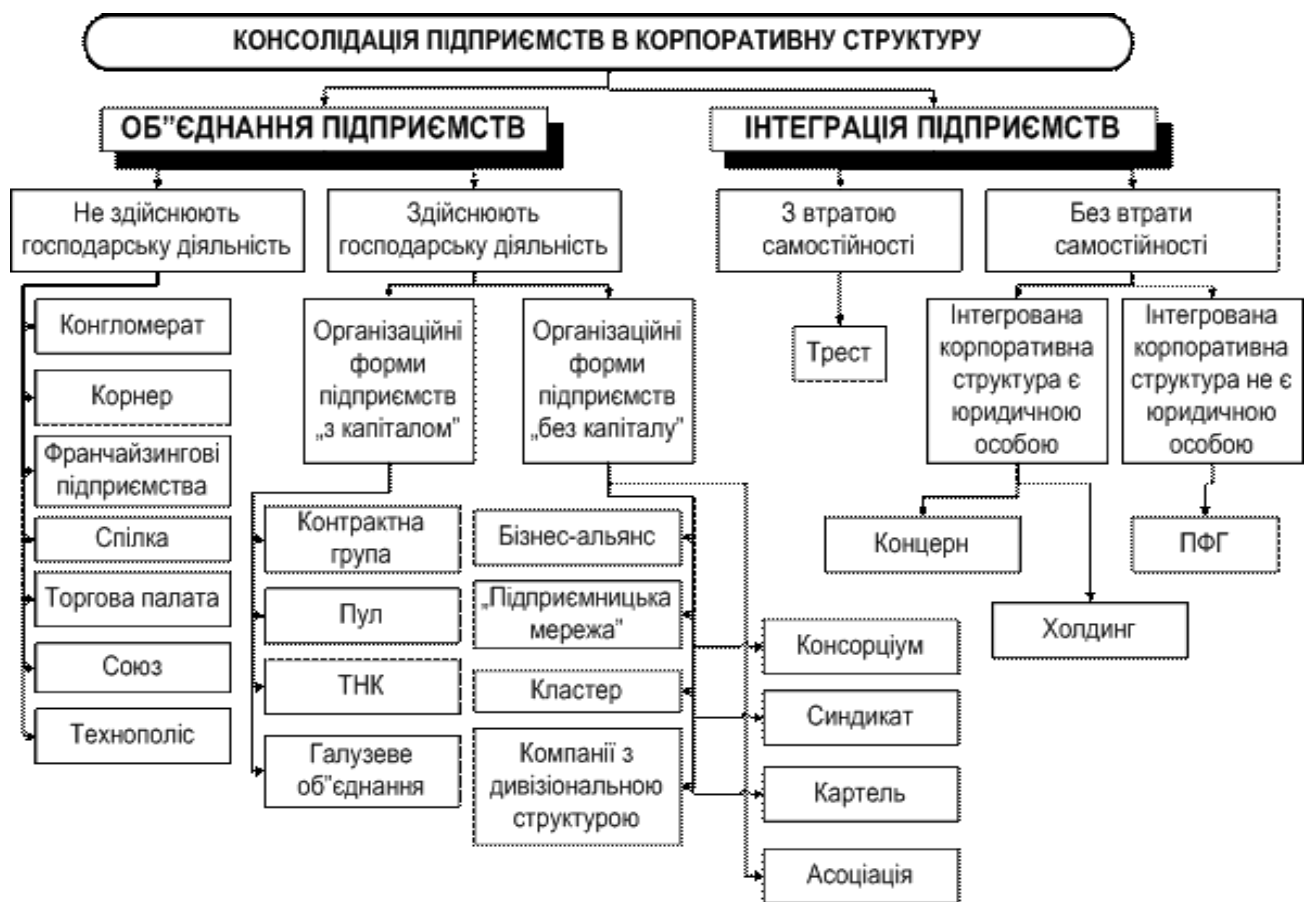 КОНСОЛІДАЦІЯ ПІДПРИЄМСТВ В КОРПОРАТИВНУ СТРУКТУРУ
ОБ"ЄДНАННЯ ПІДПРИЄМСТВ
ІНТЕГРАЦІЯ ПІДПРИЄМСТВ
Не здійснюють
господарську діяльність
Здійснюють
господарську діяльність
З втратою
самостійності
Без втрати
самостійності
Конгломерат
Корнер
Франчайзингові
підприємства
Спілка
Торгова палата
Союз
Технополіс
Організаційні
форми
підприємств
„з капіталом”
Організаційні
форми
підприємств
„без капіталу”
Трест
Інтегрована
корпоративна
структура є
юридичною
особою
Інтегрована
корпоративна
структура не є
юридичною
особою
Контрактна
група
Пул
ТНК
Галузеве
об"єднання
Бізнес-альянс
„Підприємницька
мережа”
Кластер
Компанії з
дивізіональною
структурою
Консорціум
Синдикат
Картель
Асоціація
Концерн
Холдинг
ПФГ